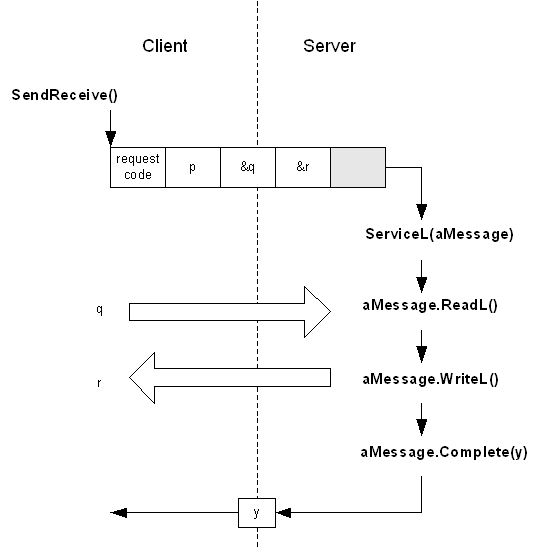 Client
Server
SendReceive()
request
code
p
&q
&r
ServiceL(aMessage)
q
aMessage.ReadL()
r
aMessage.WriteL()
aMessage.Complete(y)
y